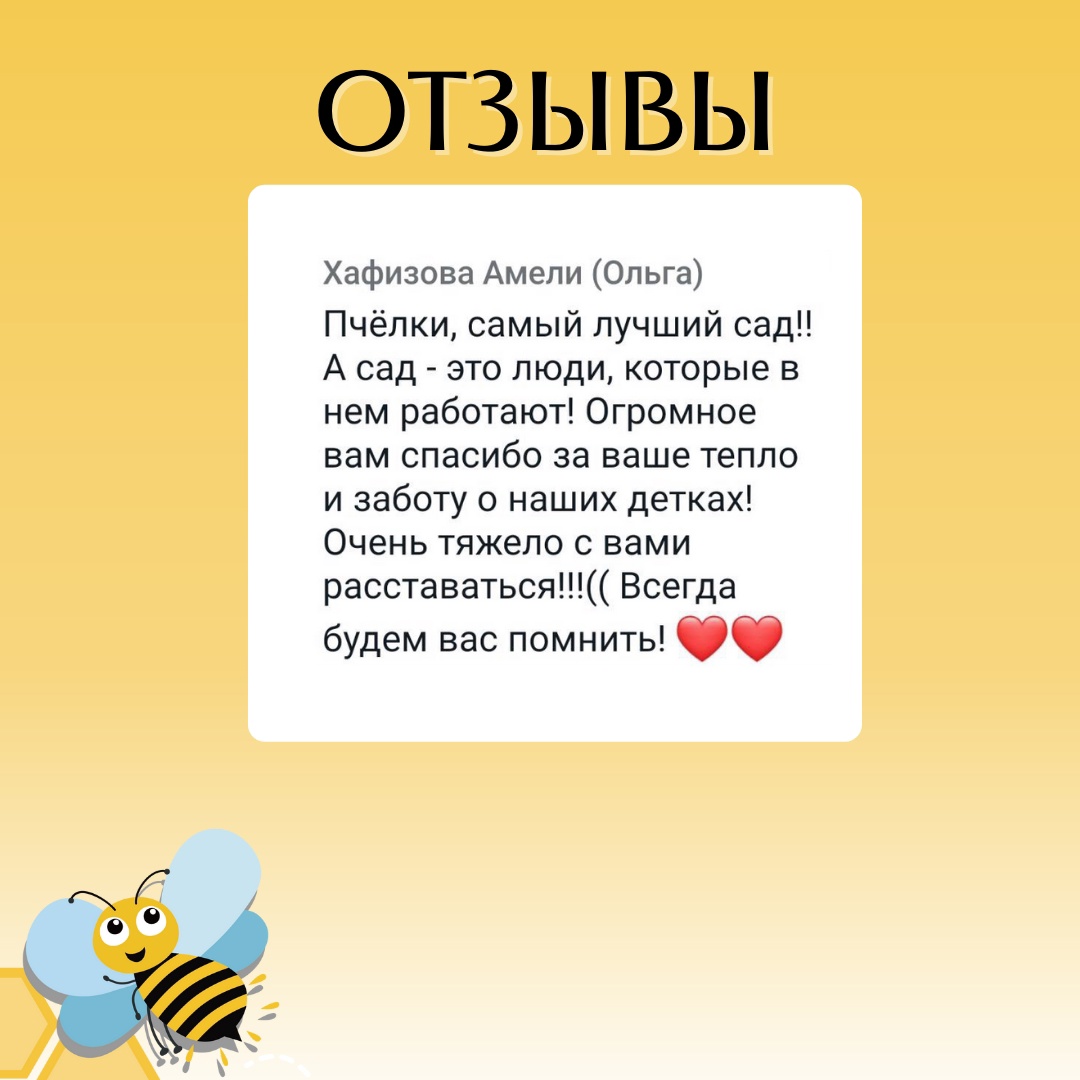 ОТЗЫВЫ
Хафизова Амели (Ольга)
Пчёлки, самый лучший сад!!
А сад - это люди, которые в
нем работают! Огромное
вам спасибо за ваше тепло
и заботу о наших детках!
Очень тяжело с вами
расставаться!!!(( Всегда
будем вас помнить! ❤️❤️